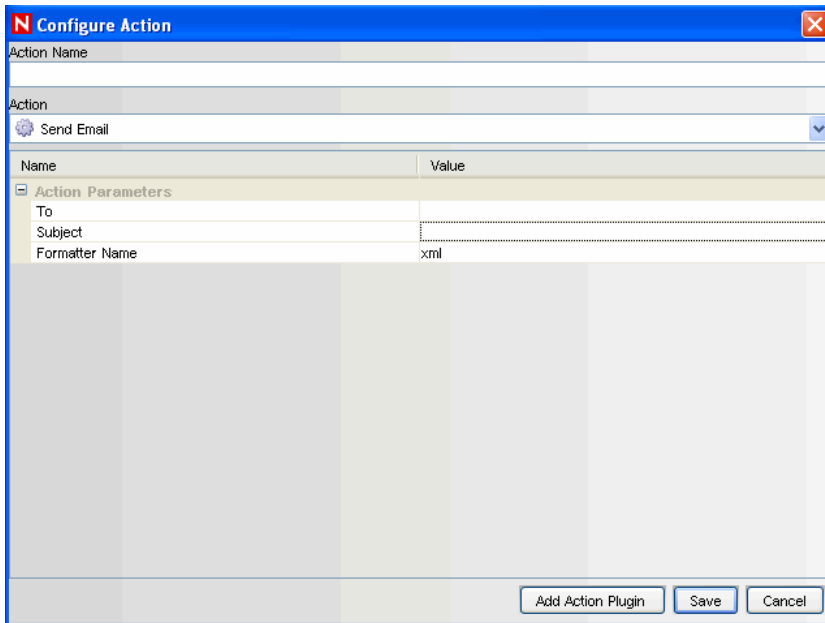 N Configure Action
Action Name
Action
Send Email
Name Value
Action Parameters
To
Subject
Formatter Name xml
Add Action Plugin Save Cancel